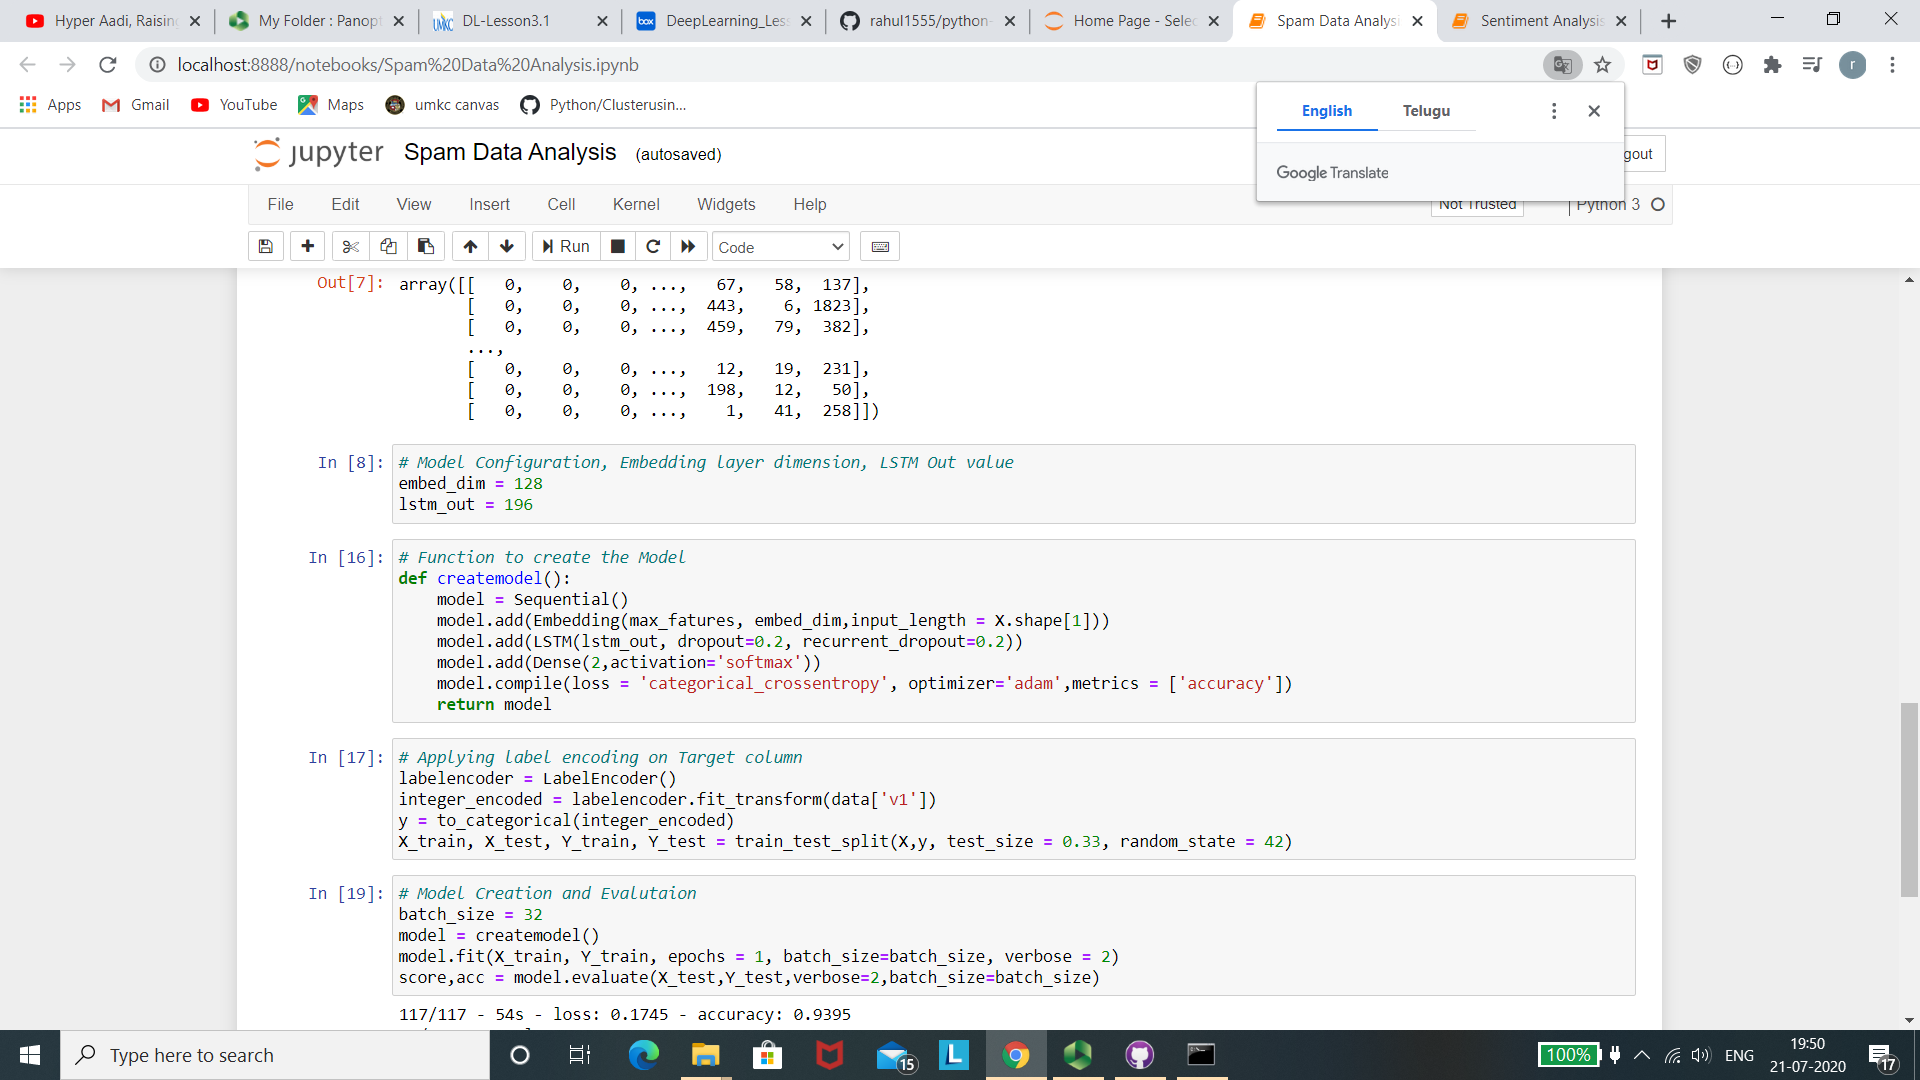 Hyper Aadi, Raising
My Folder : Panopt
DL-Lesson3.1
DeepLearning_Less
rahul1555/python-
Home Page - Selec
Spam Data Analysi
Sentiment Analysis
localhost:8888/notebooks/Spam%20Data%20Analysis.ipynb
r
Apps
Gmail
YouTube
Maps
umkc canvas
Python/Clusterusin...
English
Telugu
Google Translate
jupyter
Spam Data Analysis (autosaved)
gout
File Edit View Insert Cell Kernel Widgets Help
Not Trusted
Python 3
Run
Code
Out[7]: array([[ 0, 0, 0, ..., 67, 58, 137],
[ 0, 0, 0, ..., 443, 6, 1823],
[ 0, 0, 0, ..., 459, 79, 382],
...,
[ 0, 0, 0, ..., 12, 19, 231],
[ 0, 0, 0, ..., 198, 12, 50],
[ 0, 0, 0, ..., 1, 41, 258]])
In [8]: # Model Configuration, Embedding layer dimension, LSTM Out value
embed_dim = 128
lstm_out = 196
In [16]: # Function to create the Model
def createmodel():
model = Sequential()
model.add(Embedding(max_fatures, embed_dim,input_length = X.shape[1]))
model.add(LSTM(lstm_out, dropout=0.2, recurrent_dropout=0.2))
model.add(Dense(2,activation='softmax'))
model.compile(loss = 'categorical_crossentropy', optimizer='adam',metrics = ['accuracy'])
return model
In [17]: # Applying label encoding on Target column
labelencoder = LabelEncoder()
integer_encoded = labelencoder.fit_transform(data['v1'])
y = to_categorical(integer_encoded)
X_train, X_test, Y_train, Y_test = train_test_split(X,y, test_size = 0.33, random_state = 42)
In [19]: # Model Creation and Evalutaion
batch_size = 32
model = createmodel()
model.fit(X_train, Y_train, epochs = 1, batch_size=batch_size, verbose = 2)
score,acc = model.evaluate(X_test,Y_test,verbose=2,batch_size=batch_size)
117/117 - 54s - loss: 0.1745 - accuracy: 0.9395
Type here to search
15
L
100%
ENG
19:50
21-07-2020
17